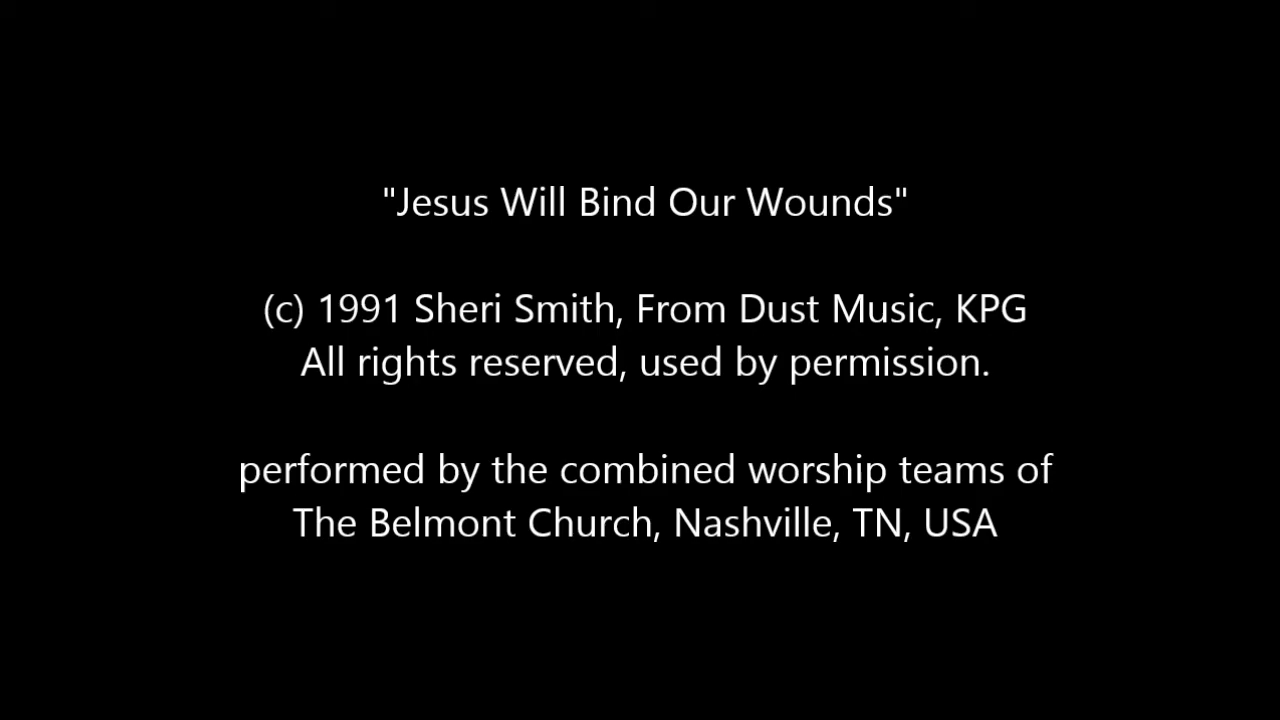 "Jesus Will Bind Our Wounds"
(c) 1991 Sheri Smith, From Dust Music, KPG
All rights reserved, used by permission.
performed by the combined worship teams of
The Belmont Church, Nashville, TN, USA